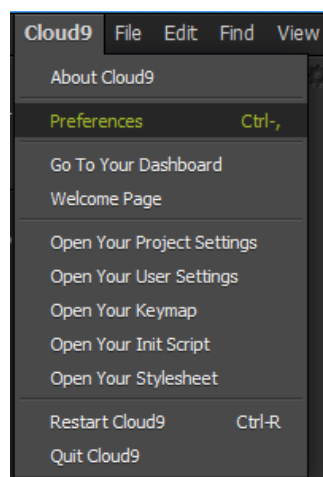 Cloud9 File Edit Find View
About Cloud9
Preferences Ctrl-,
Go To Your Dashboard
Welcome Page
Open Your Project Settings
Open Your User Settings
Open Your Keymap
Open Your Init Script
Open Your Stylesheet
Restart Cloud9 Ctrl-R
Quit Cloud9